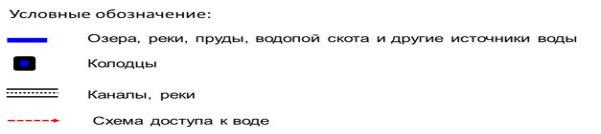 Условные обозначение:
Озера, реки, пруды, водопой скота и другие источники воды
Колодцы
Каналы, реки
Схема доступа к воде